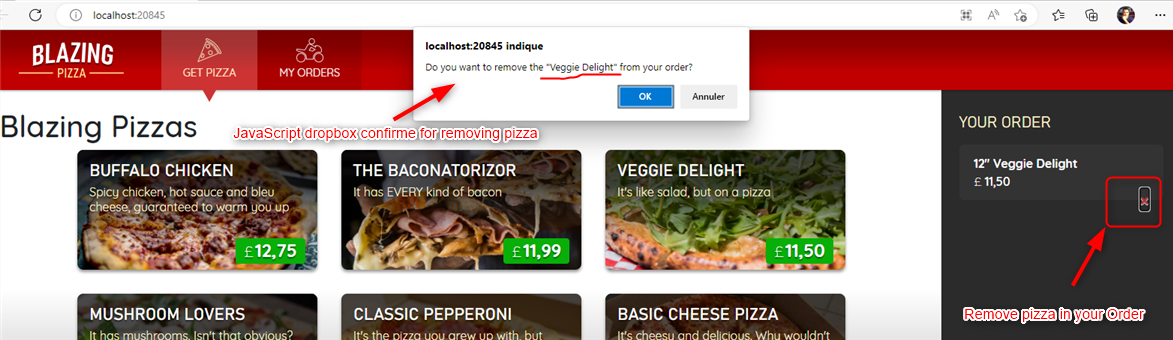 localhost:20845
BLAZING
PIZZA
GET PIZZA
MY ORDERS
localhost:20845 indique
Do you want to remove the "Veggie Delight" from your order?
OK
Annuler
JavaScript dropbox confirme for removing pizza
Blazing Pizzas
BUFFALO CHICKEN
Spicy chicken, hot sauce and bleu
cheese, guaranteed to warm you up
£12,75
THE BACONATORIZOR
It has EVERY kind of bacon
£11,99
VEGGIE DELIGHT
It's like salad, but on a pizza
£11,50
MUSHROOM LOVERS
It has mushrooms. Isn't that obvious?
CLASSIC PEPPERONI
It's the pizza you grew up with, but
BASIC CHEESE PIZZA
It's cheesy and delicious. Why wouldn't
YOUR ORDER
12" Veggie Delight
£ 11,50
Remove pizza in your Order